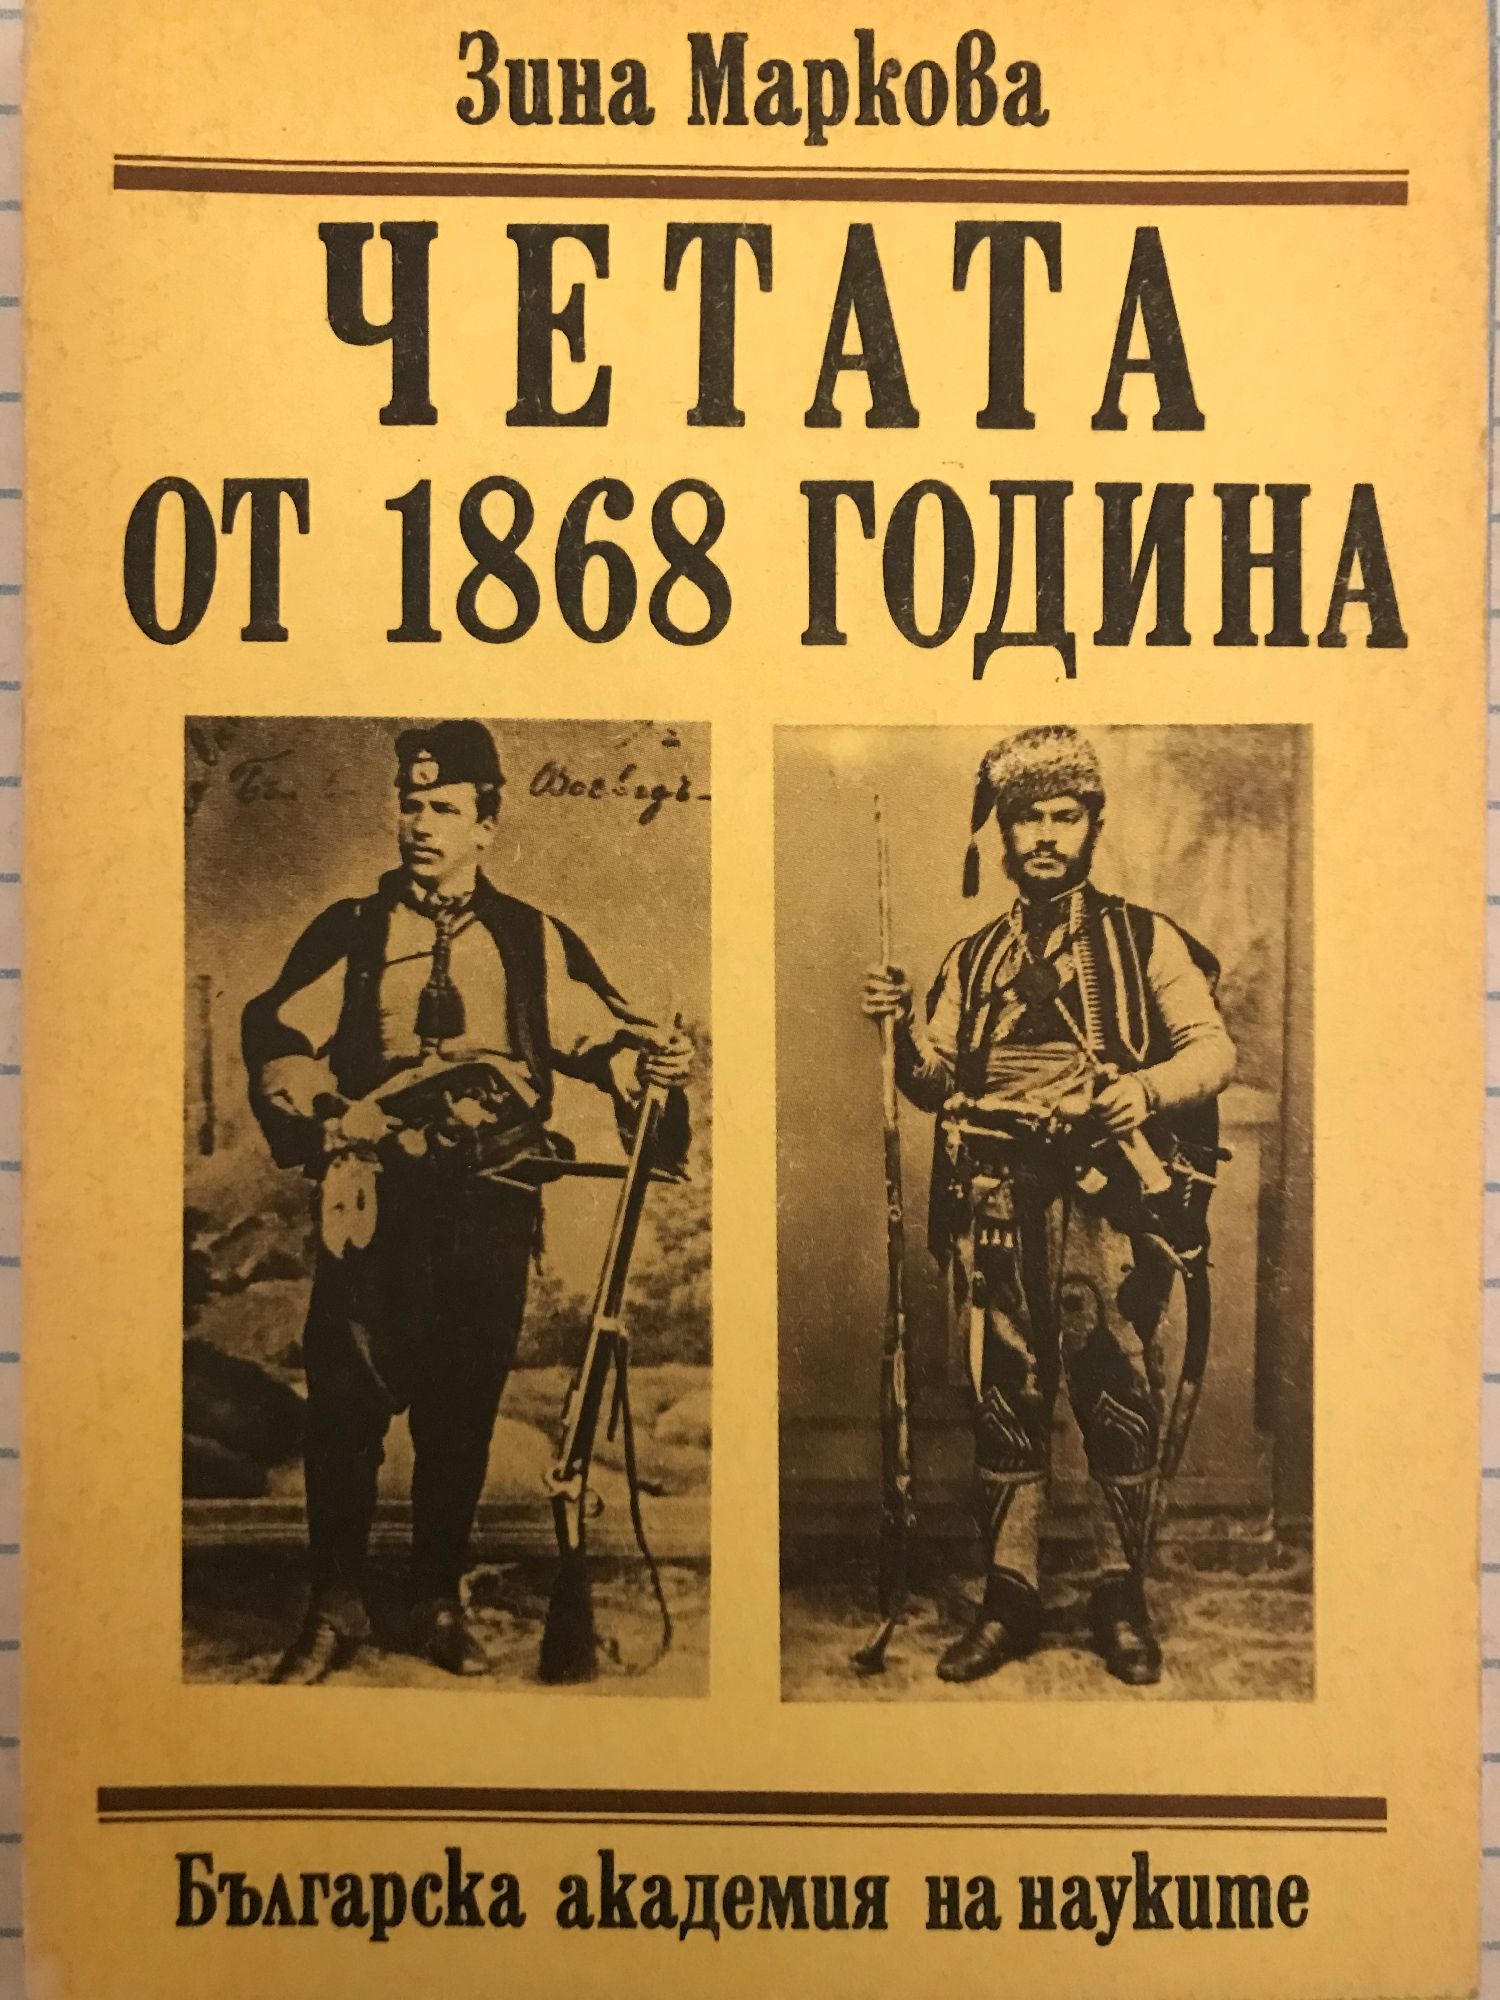 Зина Маркова
ЧЕТАТА
ОТ 1868 ГОДИНА
Българска академия на науките